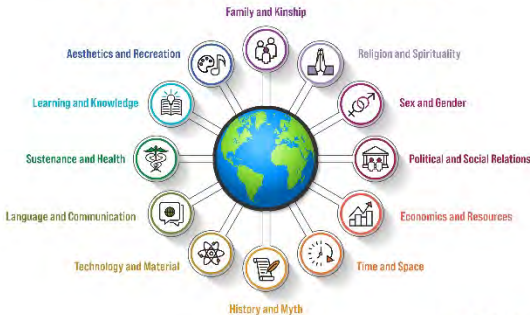 Family and Kinship
Aesthetics and Recreation
Religion and Spirituality
Learning and Knowledge
Sex and Gender
Sustenance and Health
Political and Social Relations
Language and Communication
Economics and Resources
Technology and Material
Time and Space
History and Myth